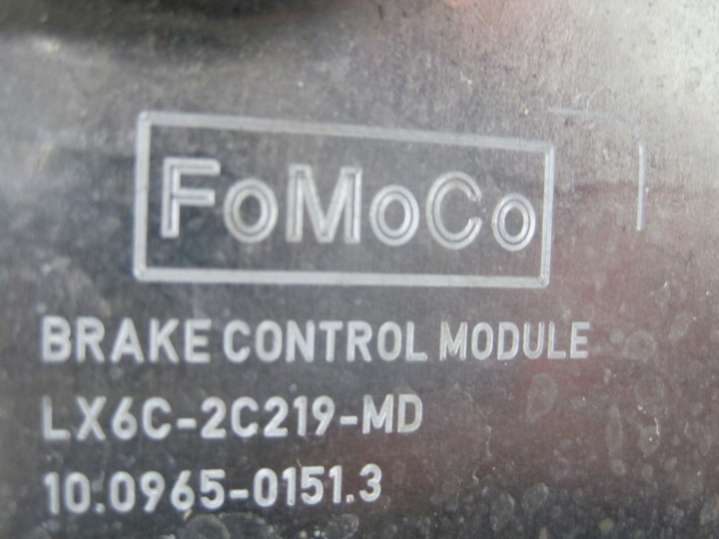 FoMoCo
BRAKE CONTROL MODULE
LX6C-2C219-MD
10.0965-0151.3